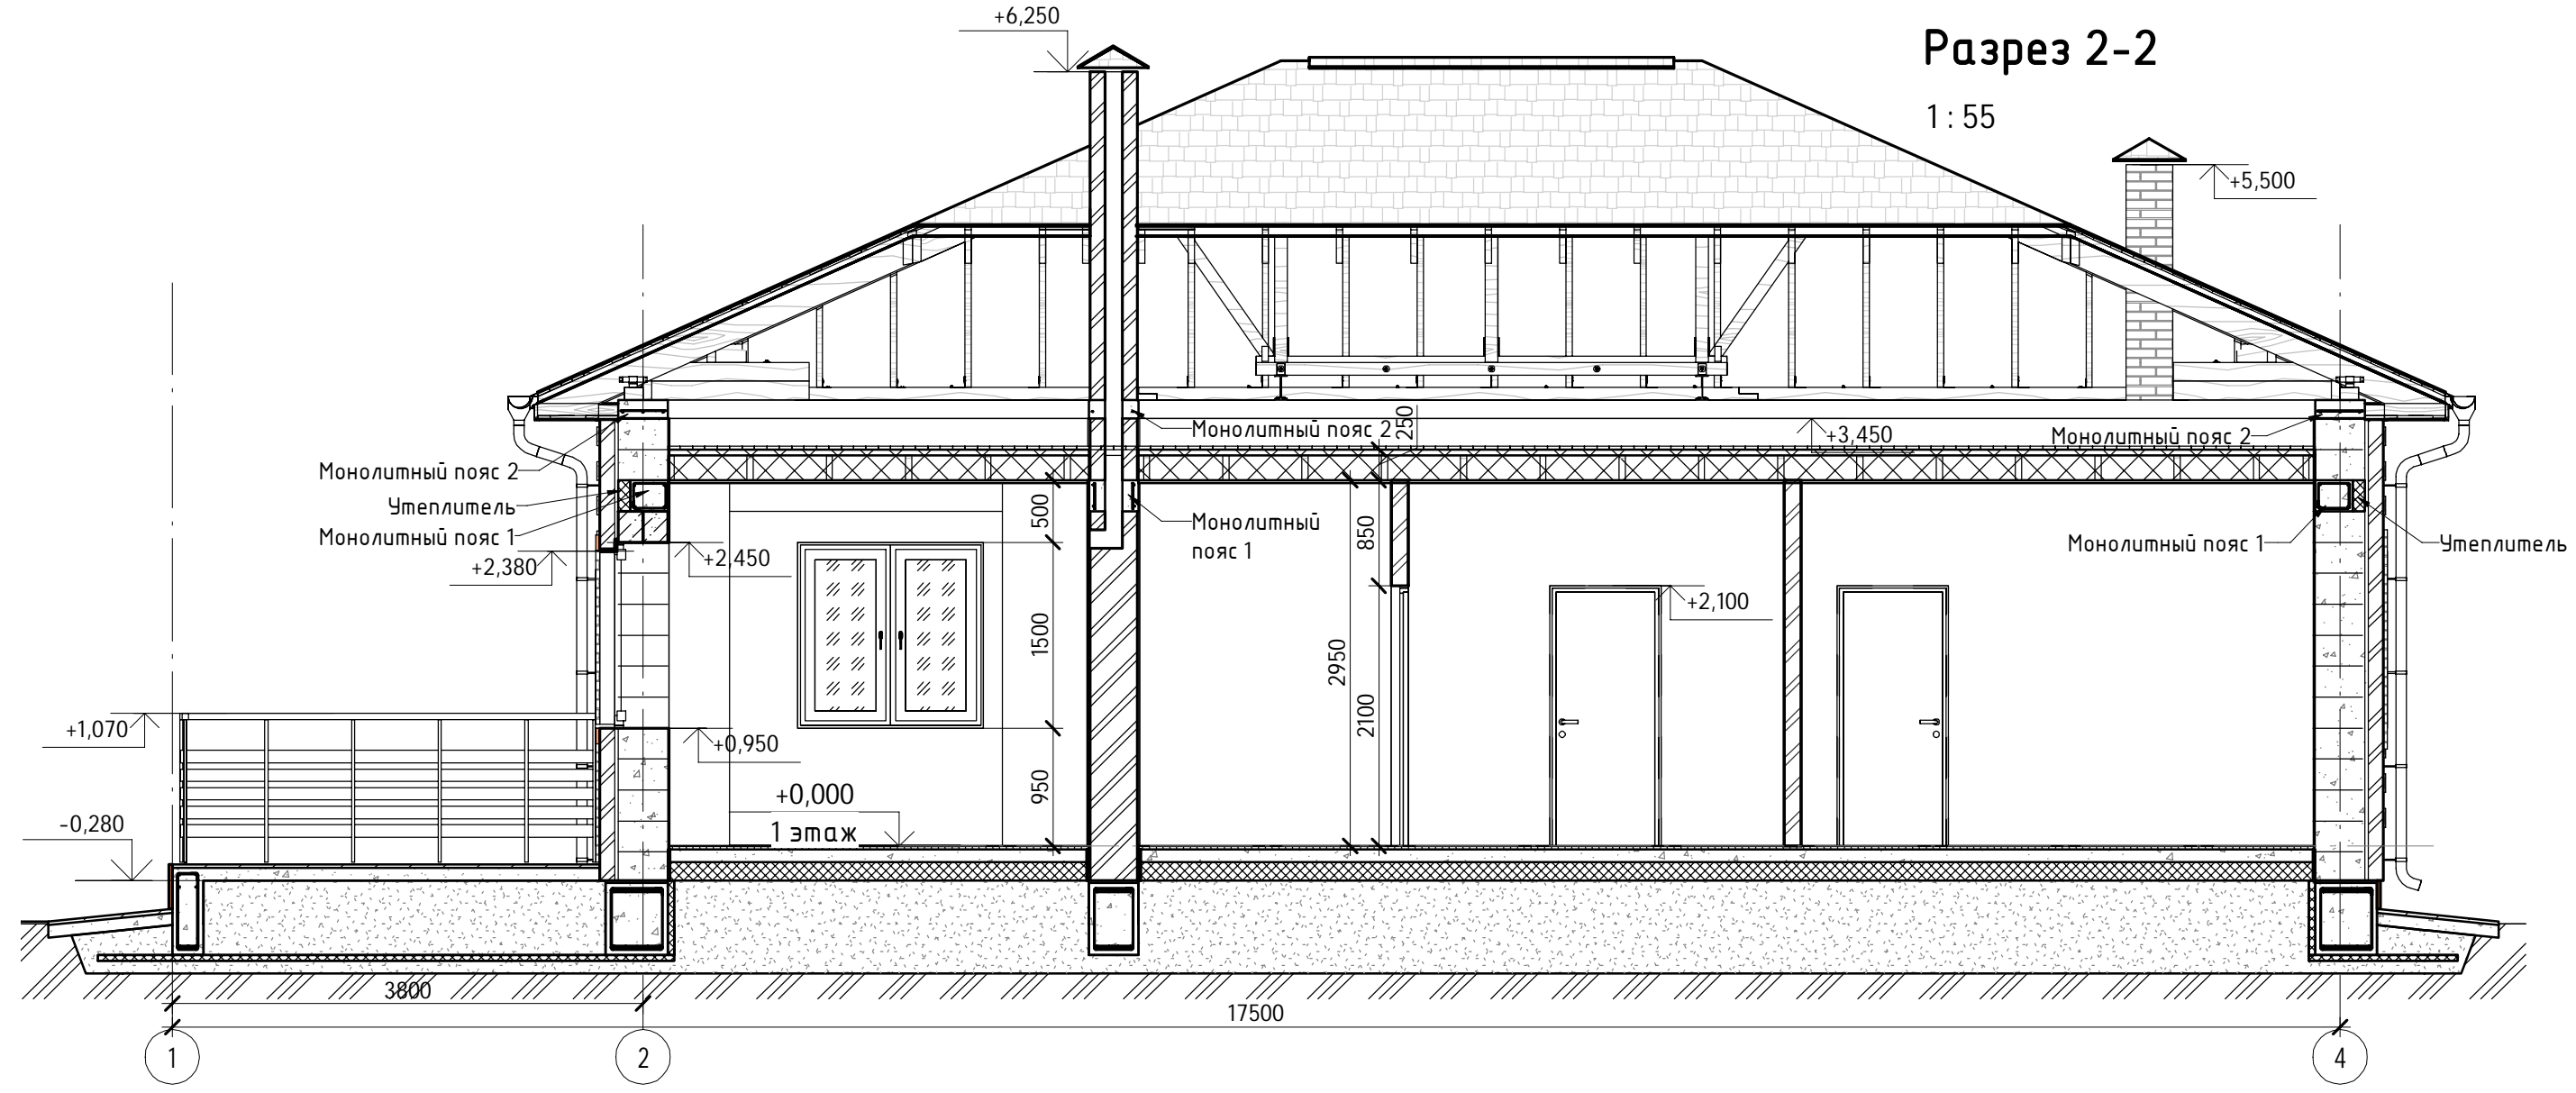 +6,250
Разрез 2-2
1 : 55
+5,500
Монолитный пояс 2
250
+3,450
Монолитный пояс 2
Монолитный пояс 2
Утеплитель
Монолитный пояс 1
+2,380
+2,450
500
Монолитный
пояс 1
850
Монолитный пояс 1
Утеплитель
+2,100
1500
2950
2100
+1,070
+0,950
950
+0,000
1 этаж
-0,280
3800
17500
1
2
4